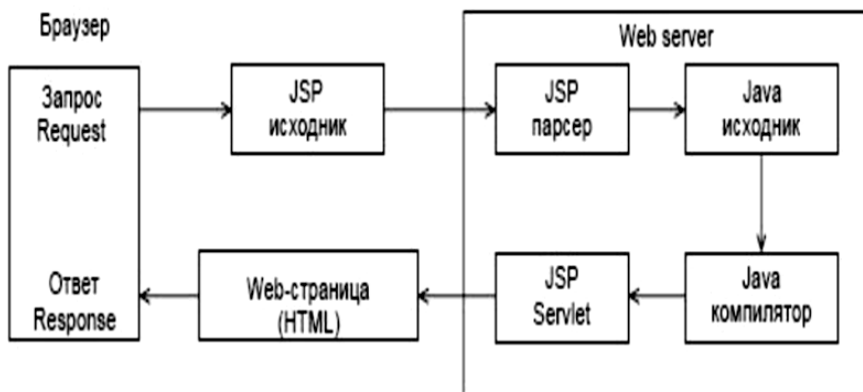 Браузер
Web server
Запрос
Request
JSP
исходник
JSP
парсер
Java
исходник
Ответ
Response
Web-страница
(HTML)
JSP
Servlet
Java
компилятор